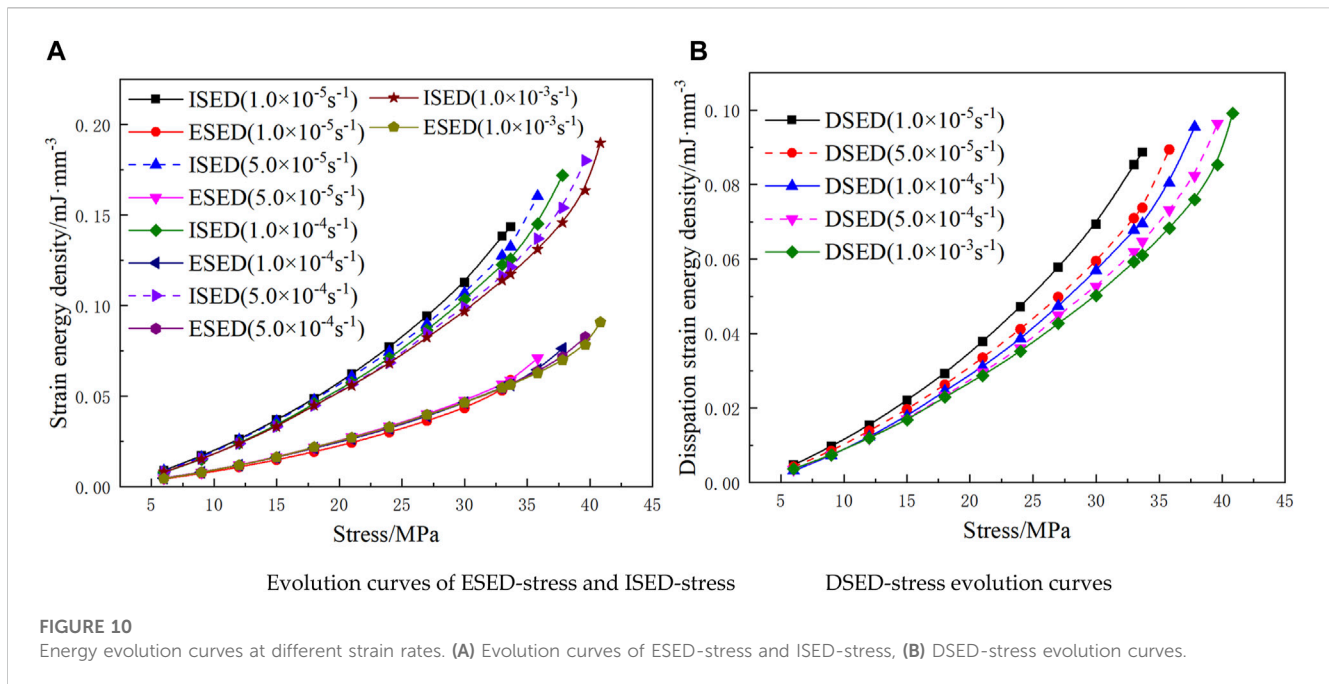 A
ISED(1.0×10⁻⁵s⁻¹)
ESED(1.0×10⁻⁵s⁻¹)
ISED(5.0×10⁻⁵s⁻¹)
ESED(5.0×10⁻⁵s⁻¹)
ISED(1.0×10⁻⁴s⁻¹)
ESED(1.0×10⁻⁴s⁻¹)
ISED(5.0×10⁻⁴s⁻¹)
ESED(5.0×10⁻⁴s⁻¹)
ISED(1.0×10⁻³s⁻¹)
ESED(1.0×10⁻³s⁻¹)
Strain energy density/mJ·mm⁻³
0.20
0.15
0.10
0.05
0.00
5 10 15 20 25 30 35 40 45
Stress/MPa
Evolution curves of ESED-stress and ISED-stress
B
DSED(1.0×10⁻⁵s⁻¹)
DSED(5.0×10⁻⁵s⁻¹)
DSED(1.0×10⁻⁴s⁻¹)
DSED(5.0×10⁻⁴s⁻¹)
DSED(1.0×10⁻³s⁻¹)
Disspation strain energy density/mJ·mm⁻³
0.10
0.08
0.06
0.04
0.02
0.00
5 10 15 20 25 30 35 40 45
Stress/MPa
DSED-stress evolution curves
FIGURE 10
Energy evolution curves at different strain rates. (A) Evolution curves of ESED-stress and ISED-stress, (B) DSED-stress evolution curves.